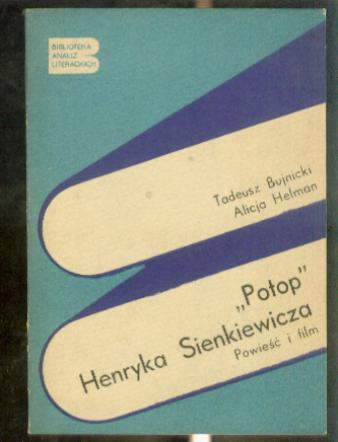 BIBLIOTEKA
ANALIZ
LITERACKICH
Tadeusz Bujnicki
Alicja Helman
„Potop”
Henryka Sienkiewicza
Powieść i film